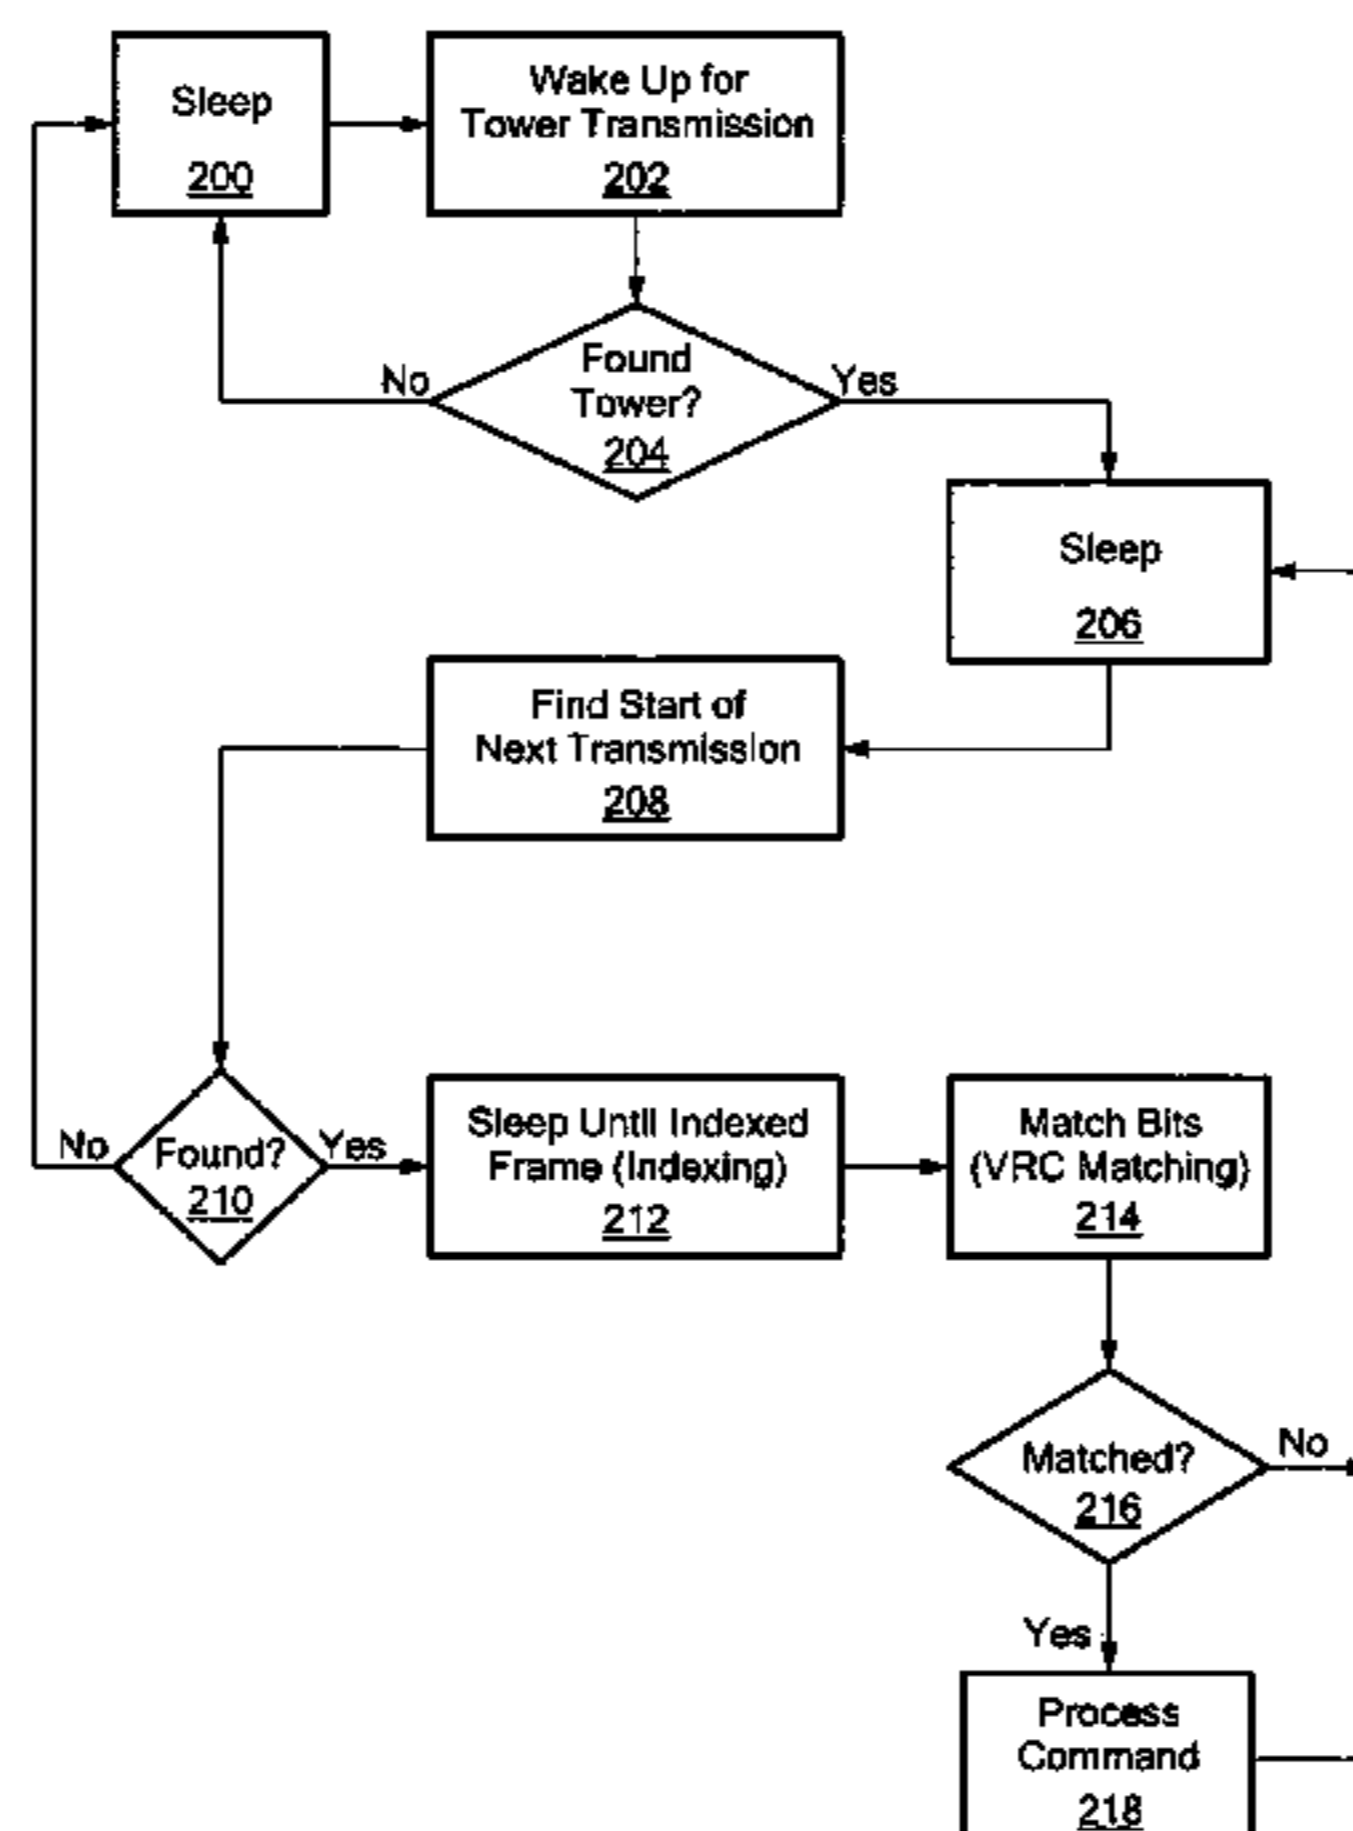 Sleep
200
Wake Up for
Tower Transmission
202
Found
Tower?
204
No
Yes
Sleep
206
Find Start of
Next Transmission
208
No
Found?
210
Yes
Sleep Until Indexed
Frame (Indexing)
212
Match Bits
(VRC Matching)
214
Matched?
216
No
Yes
Process
Command
218